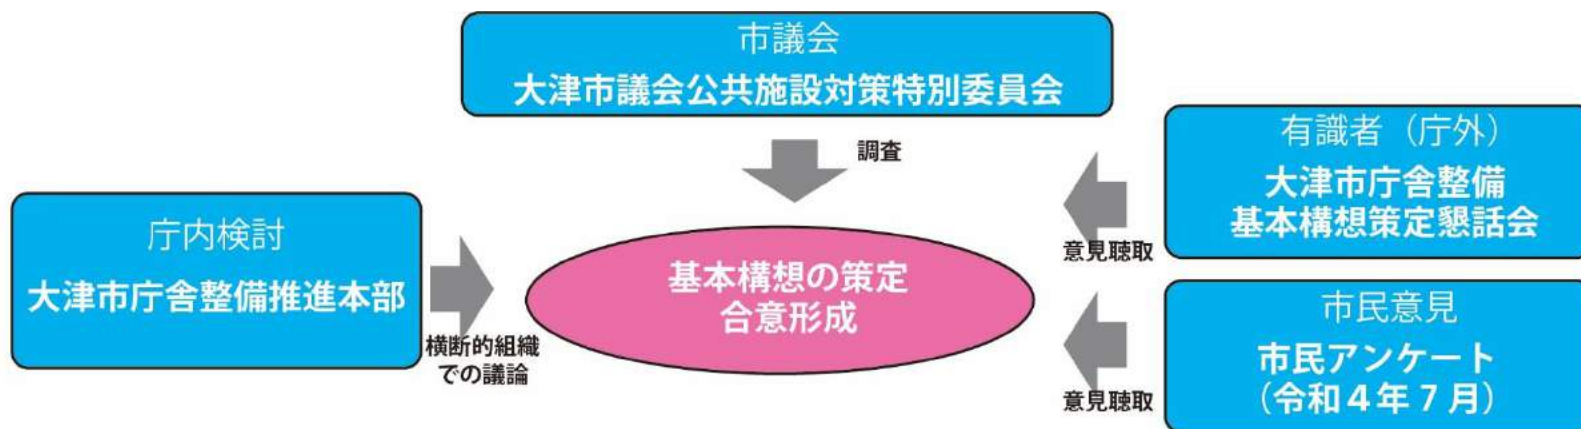 市議会
大津市議会公共施設対策特別委員会
調査
有識者（庁外）
大津市庁舎整備
基本構想策定懇話会
意見聴取
庁内検討
大津市庁舎整備推進本部
横断的組織
での議論
基本構想の策定
合意形成
市民意見
市民アンケート
（令和４年７月）
意見聴取